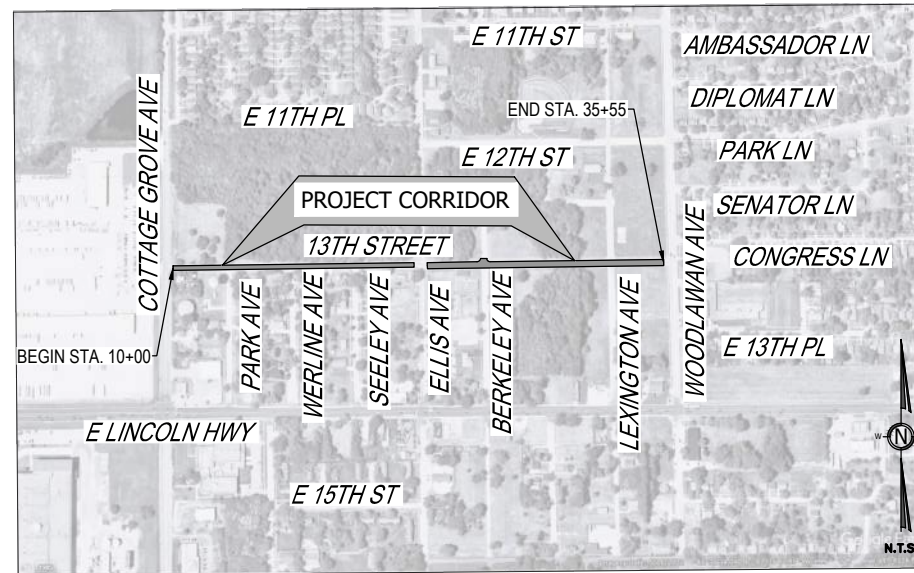 E 11TH ST
AMBASSADOR LN
DIPLOMAT LN
END STA. 35+55
E 11TH PL
COTTAGE GROVE AVE
E 12TH ST
PARK LN
PROJECT CORRIDOR
SENATOR LN
13TH STREET
CONGRESS LN
WOODLAWAN AVE
BEGIN STA. 10+00
PARK AVE
WERLINE AVE
SEELEY AVE
ELLIS AVE
BERKELEY AVE
LEXINGTON AVE
E 13TH PL
E LINCOLN HWY
W
N
E 15TH ST
N.T.S